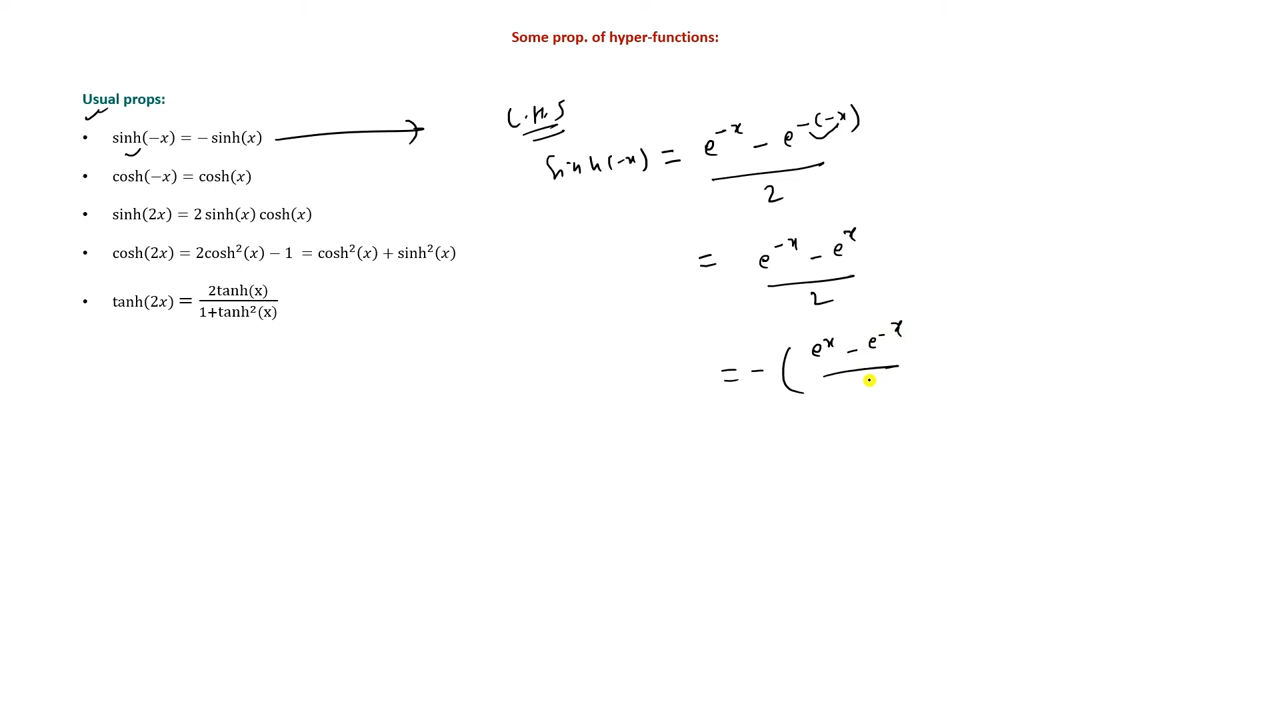 Some prop. of hyper-functions:
Usual props:
• sinh(−x) = − sinh(x)
• cosh(−x) = cosh(x)
• sinh(2x) = 2 sinh(x) cosh(x)
• cosh(2x) = 2cosh²(x) − 1 = cosh²(x) + sinh²(x)
• tanh(2x) = 2tanh(x) / 1+tanh²(x)
L.H.S
sinh(-x) = e^{-x} - e^{-(-x)} / 2
= e^{-x} - e^{x} / 2
= - ( e^{x} - e^{-x}